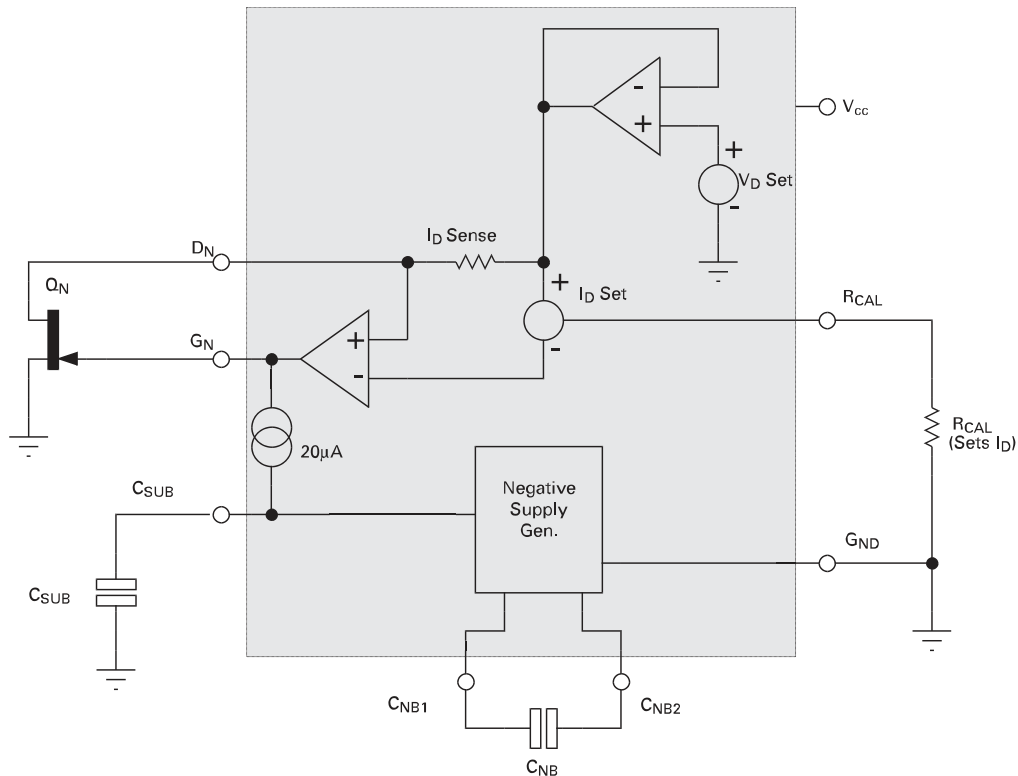 -
+
V_CC
+
V_D Set
-
I_D Sense
D_N
Q_N
+
I_D Set
-
R_CAL
G_N
+
-
20µA
R_CAL
(Sets I_D)
C_SUB
Negative
Supply
Gen.
G_ND
C_SUB
C_NB1
C_NB2
C_NB